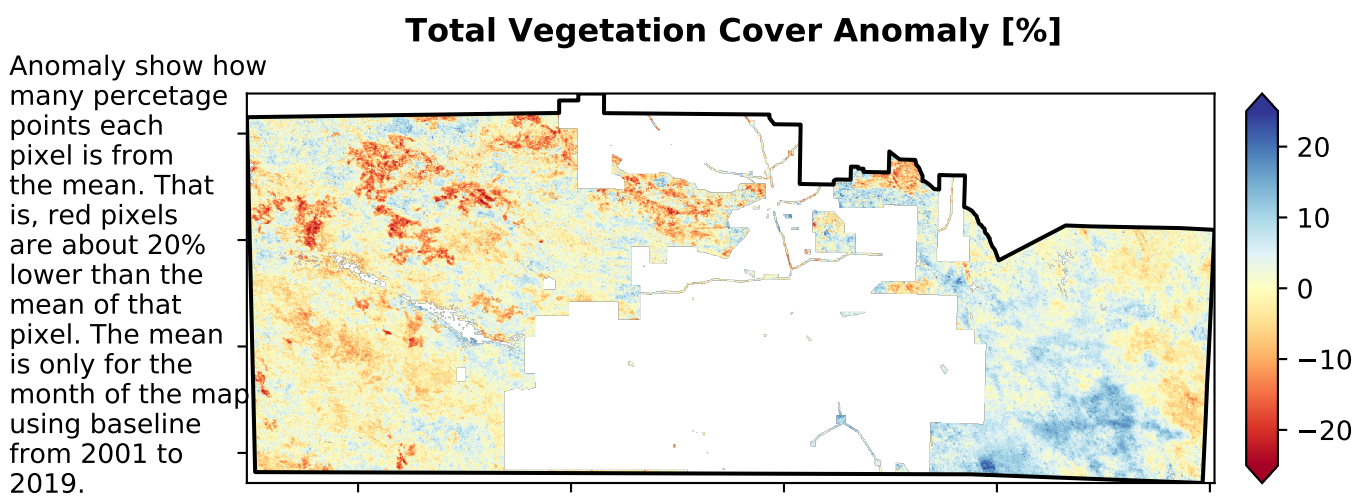 Total Vegetation Cover Anomaly [%]
Anomaly show how
many percetage
points each
pixel is from
the mean. That
is, red pixels
are about 20%
lower than the
mean of that
pixel. The mean
is only for the
month of the map
using baseline
from 2001 to
2019.
20
10
0
−10
−20